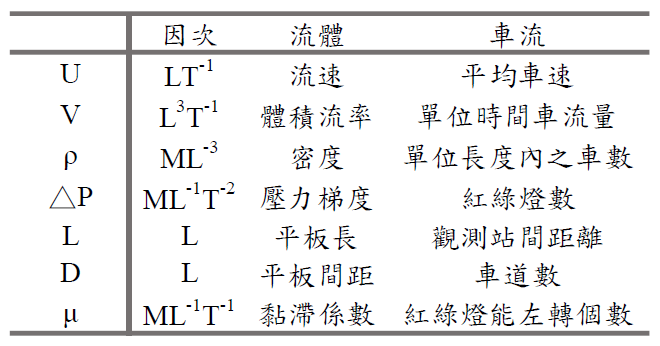 因次 流體 車流
U LT⁻¹ 流速 平均車速
V L³T⁻¹ 體積流率 單位時間車流量
ρ ML⁻³ 密度 單位長度內之車數
△P ML⁻¹T⁻² 壓力梯度 紅綠燈數
L L 平板長 觀測站間距離
D L 平板間距 車道數
μ ML⁻¹T⁻¹ 黏滯係數 紅綠燈能左轉個數